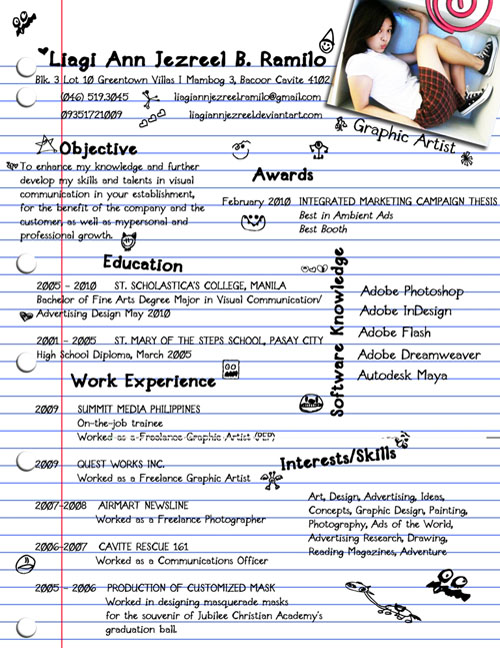 Liagi Ann Jezreel B. Ramilo
Blk. 3 Lot 10 Greentown Villas I Mambog 3, Bacoor Cavite 4102
(046) 519.3045 liagiannjezreelramilo@gmail.com
09351721009 liagiannjezreel.deviantart.com
Graphic Artist
Objective
To enhance my knowledge and further
develop my skills and talents in visual
communication in your establishment,
for the benefit of the company and the
customer, as well as mypersonal and
professional growth.
Awards
February 2010 INTEGRATED MARKETING CAMPAIGN THESIS
Best in Ambient Ads
Best Booth
Education
2005 - 2010 ST. SCHOLASTICA'S COLLEGE, MANILA
Bachelor of Fine Arts Degree Major in Visual Communication/
Advertising Design May 2010
2001 - 2005 ST. MARY OF THE STEPS SCHOOL, PASAY CITY
High School Diploma, March 2005
Software Knowledge
Adobe Photoshop
Adobe InDesign
Adobe Flash
Adobe Dreamweaver
Autodesk Maya
Work Experience
2009 SUMMIT MEDIA PHILIPPINES
On-the-job trainee
Worked as a Freelance Graphic Artist (PEP)
2009 QUEST WORKS INC.
Worked as a Freelance Graphic Artist
2007-2008 AIRMART NEWSLINE
Worked as a Freelance Photographer
2006-2007 CAVITE RESCUE 161
Worked as a Communications Officer
2005 - 2006 PRODUCTION OF CUSTOMIZED MASK
Worked in designing masquerade masks
for the souvenir of Jubilee Christian Academy's
graduation ball.
Interests/Skills
Art, Design, Advertising, Ideas,
Concepts, Graphic Design, Painting,
Photography, Ads of the World,
Advertising Research, Drawing,
Reading Magazines, Adventure